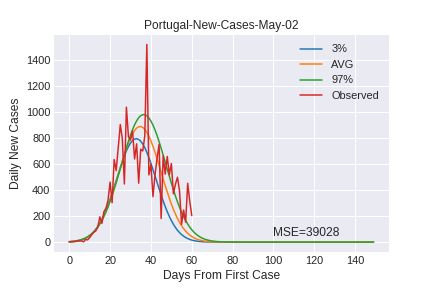 Portugal-New-Cases-May-02
3%
AVG
97%
Observed
Daily New Cases
1400
1200
1000
800
600
400
200
0
MSE=39028
0 20 40 60 80 100 120 140
Days From First Case